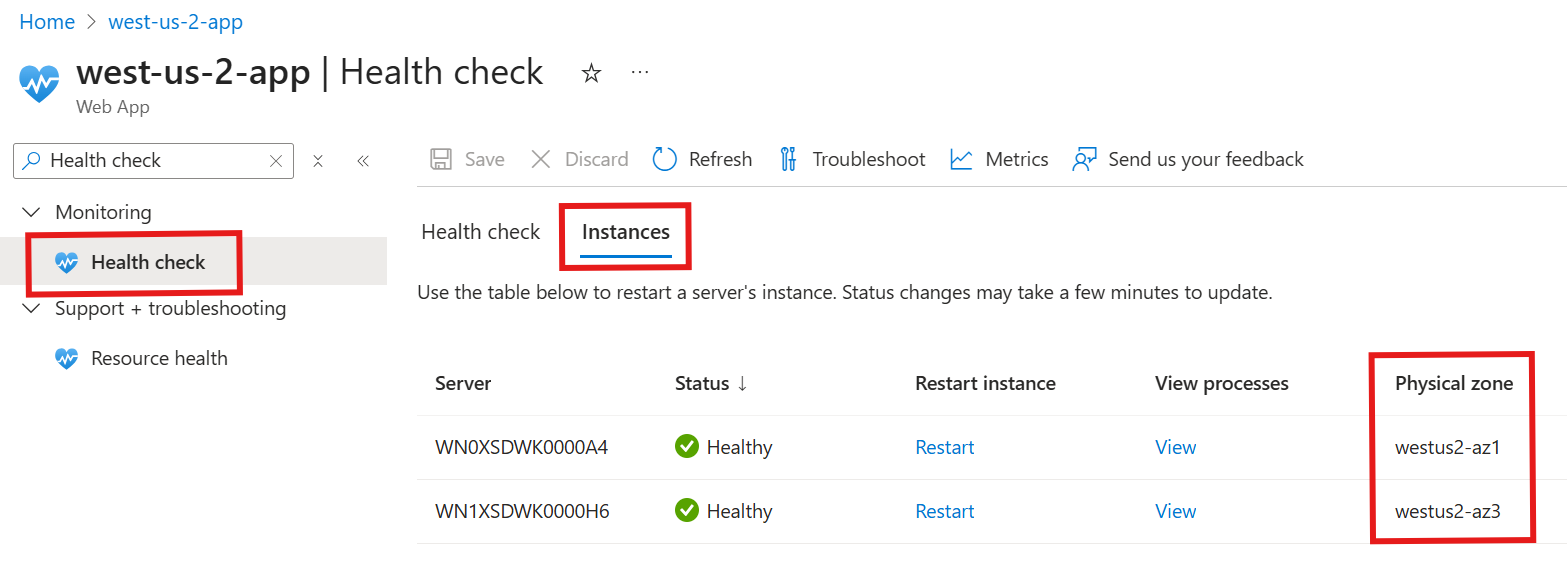 Home > west-us-2-app
west-us-2-app | Health check
Web App
Health check
Save Discard Refresh Troubleshoot Metrics Send us your feedback
Monitoring
Health check
Support + troubleshooting
Resource health
Health check Instances
Use the table below to restart a server's instance. Status changes may take a few minutes to update.
Server Status ↓ Restart instance View processes Physical zone
WN0XSDWK0000A4 Healthy Restart View westus2-az1
WN1XSDWK0000H6 Healthy Restart View westus2-az3